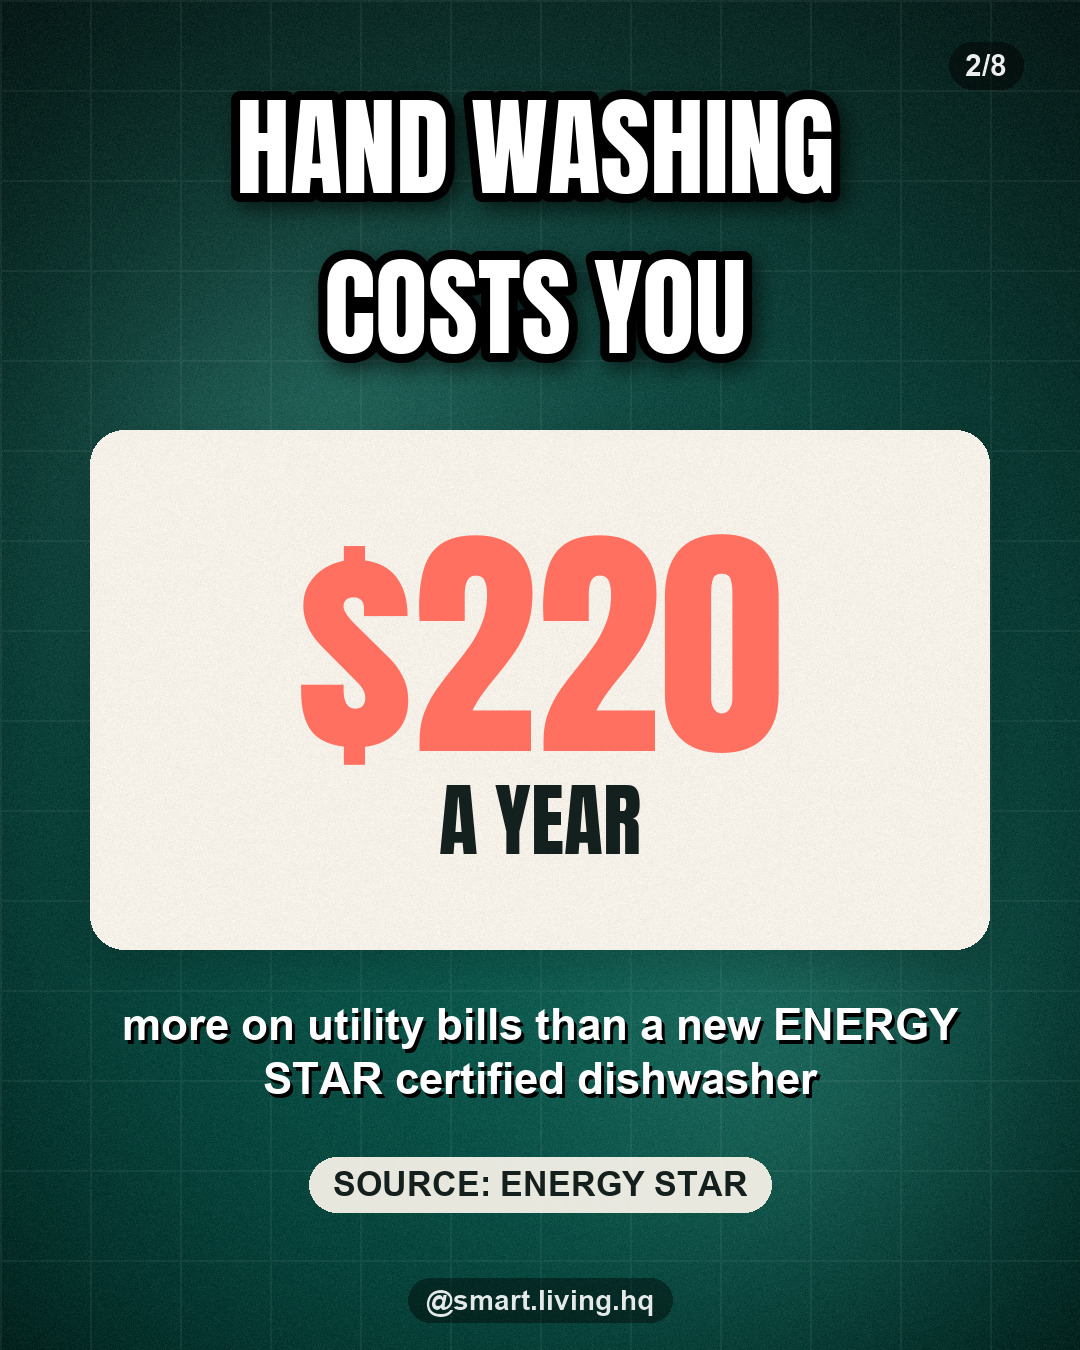 2/8
HAND WASHING
COSTS YOU
$220
A YEAR
more on utility bills than a new ENERGY
STAR certified dishwasher
SOURCE: ENERGY STAR
@smart.living.hq